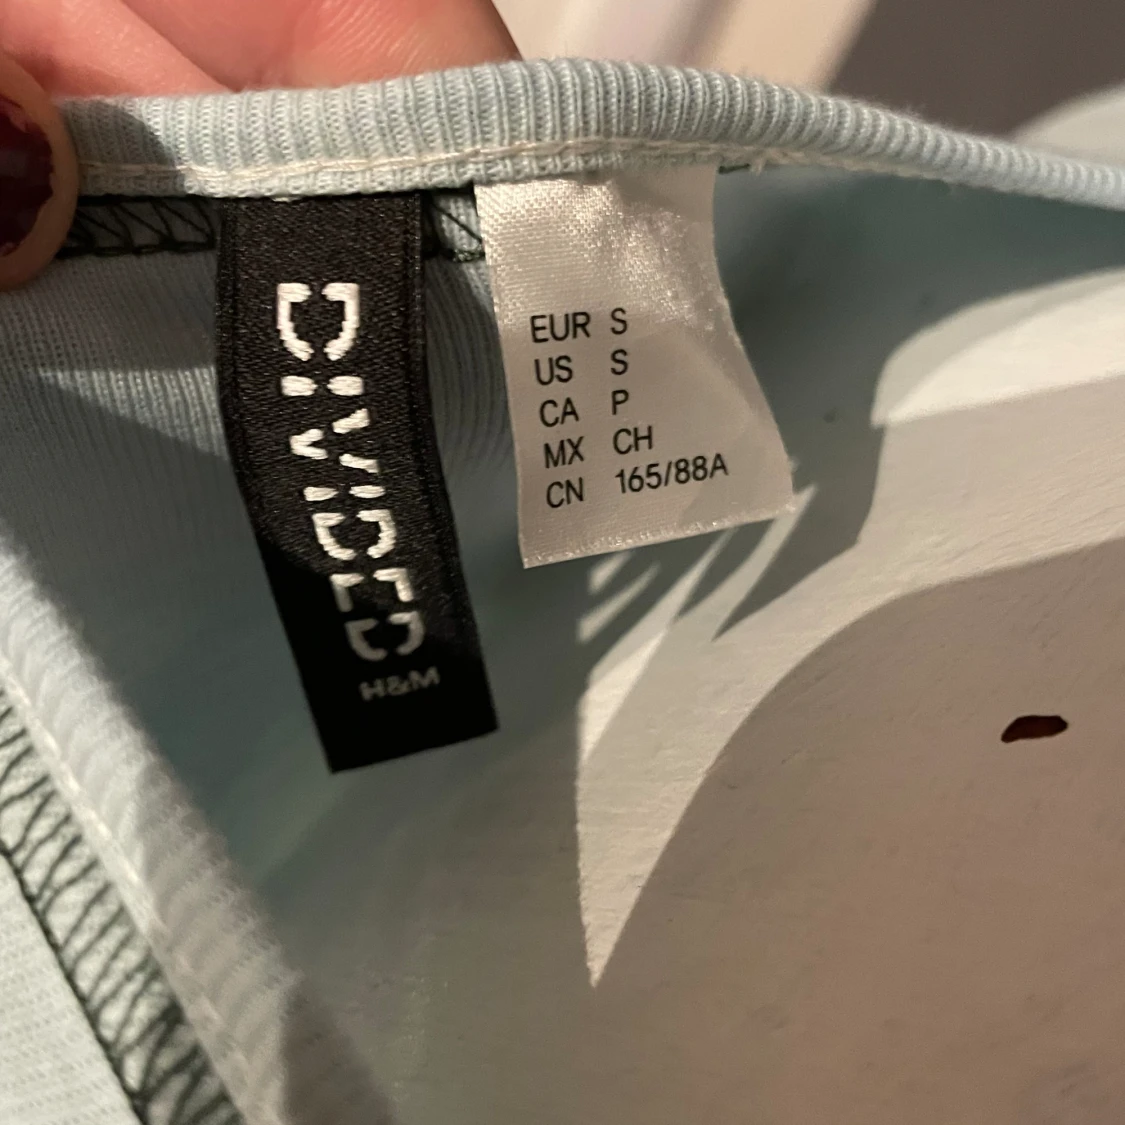 DIVIDED
H&M
EUR S
US S
CA P
MX CH
CN 165/88A